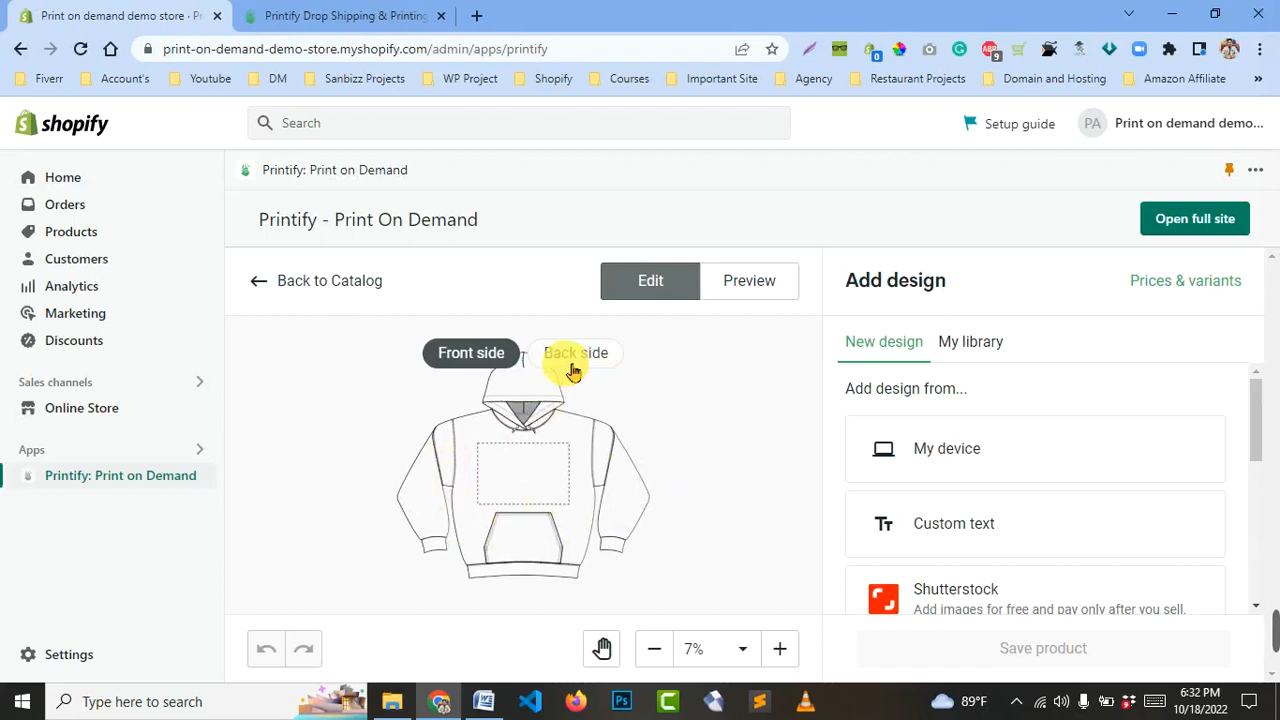 Print on demand demo store · Pr
Printify Drop Shipping & Printing
print-on-demand-demo-store.myshopify.com/admin/apps/printify
0
9
Fiverr
Account's
Youtube
DM
Sanbizz Projects
WP Project
Shopify
Courses
Important Site
Agency
Restaurant Projects
Domain and Hosting
Amazon Affiliate
»
shopify
Search
Setup guide
PA
Print on demand demo...
Home
Orders
Products
Customers
Analytics
Marketing
Discounts
Sales channels
Online Store
Apps
Printify: Print on Demand
Settings
Printify: Print on Demand
Printify - Print On Demand
Open full site
Back to Catalog
Edit
Preview
Front side
Back side
7%
Add design
Prices & variants
New design
My library
Add design from...
My device
Custom text
Shutterstock
Add images for free and pay only after you sell.
Save product
Type here to search
Ps
89°F
6:32 PM
10/18/2022